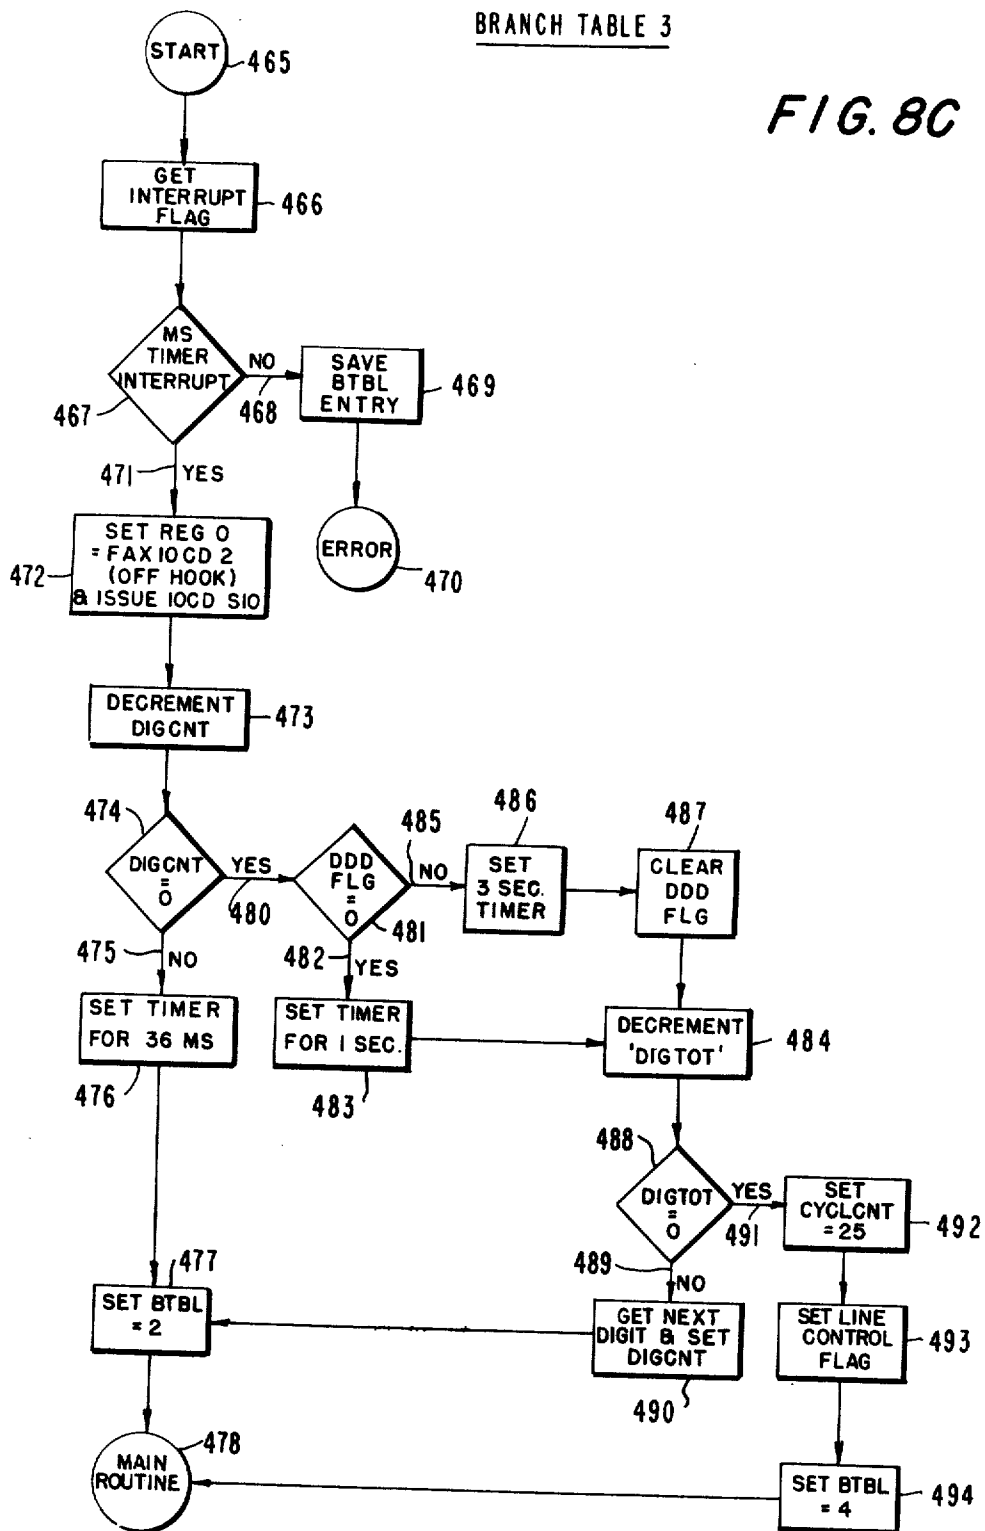 BRANCH TABLE 3
FIG. 8C
START
465
GET
INTERRUPT
FLAG
466
MS
TIMER
INTERRUPT
467
NO
468
SAVE
BTBL
ENTRY
469
471
YES
ERROR
470
SET REG 0
= FAXIOCD 2
(OFF HOOK)
& ISSUE IOCD SIO
472
DECREMENT
DIGCNT
473
474
DIGCNT
= 
0
YES
480
DDD
FLG
=
0
481
485
NO
486
SET
3 SEC.
TIMER
487
CLEAR
DDD
FLG
475
NO
482
YES
SET TIMER
FOR 36 MS
476
SET TIMER
FOR 1 SEC.
483
DECREMENT
'DIGTOT'
484
488
DIGTOT
=
0
YES
491
SET
CYCLCNT
= 25
492
489
NO
477
SET BTBL
= 2
GET NEXT
DIGIT & SET
DIGCNT
490
SET LINE
CONTROL
FLAG
493
478
MAIN
ROUTINE
SET BTBL
= 4
494